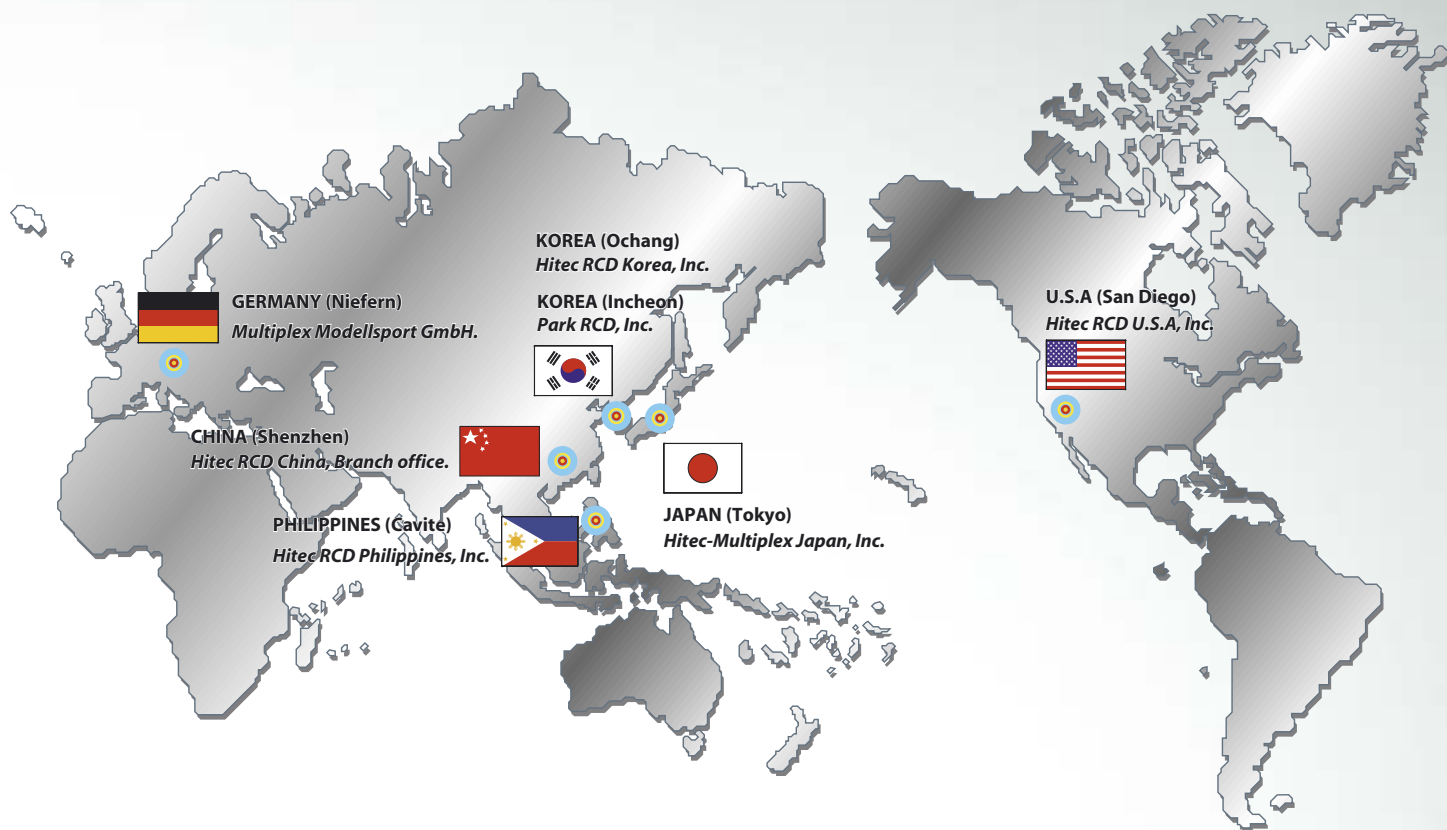 KOREA (Ochang)
Hitec RCD Korea, Inc.
KOREA (Incheon)
Park RCD, Inc.
GERMANY (Niefern)
Multiplex Modellsport GmbH.
U.S.A (San Diego)
Hitec RCD U.S.A, Inc.
CHINA (Shenzhen)
Hitec RCD China, Branch office.
JAPAN (Tokyo)
Hitec-Multiplex Japan, Inc.
PHILIPPINES (Cavite)
Hitec RCD Philippines, Inc.